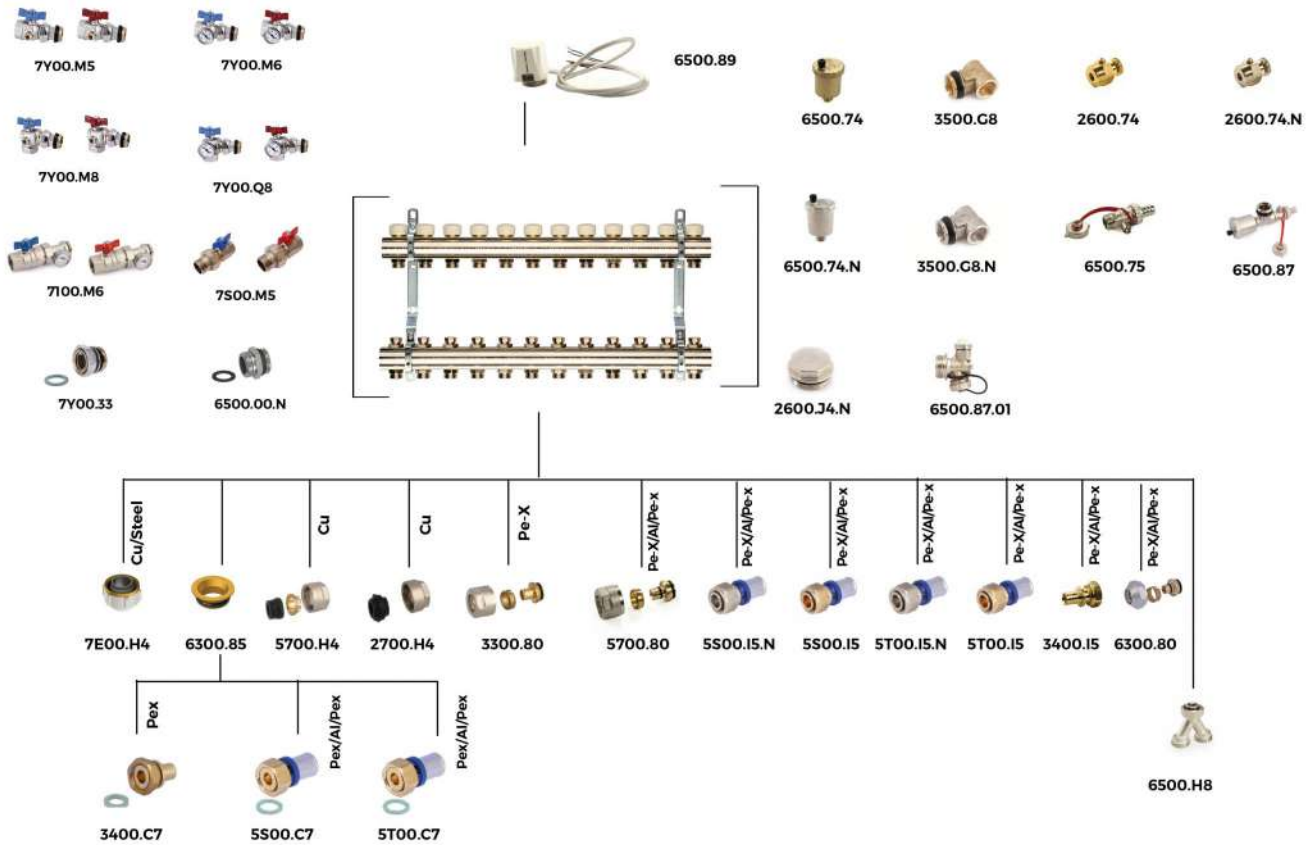 7Y00.M5
7Y00.M6
6500.89
6500.74
3500.G8
2600.74
2600.74.N
7Y00.M8
7Y00.Q8
7100.M6
7S00.M5
6500.74.N
3500.G8.N
6500.75
6500.87
7Y00.33
6500.00.N
2600.J4.N
6500.87.01
Cu/Steel
Cu
Cu
Pe-X
Pe-X/Al/Pe-x
Pe-X/Al/Pe-x
Pe-X/Al/Pe-x
Pe-X/Al/Pe-x
Pe-X/Al/Pe-x
Pe-X/Al/Pe-x
Pe-X/Al/Pe-x
7E00.H4
6300.85
5700.H4
2700.H4
3300.80
5700.80
5S00.I5.N
5S00.I5
5T00.I5.N
5T00.I5
3400.I5
6300.80
Pex
Pex/Al/Pex
Pex/Al/Pex
6500.H8
3400.C7
5S00.C7
5T00.C7